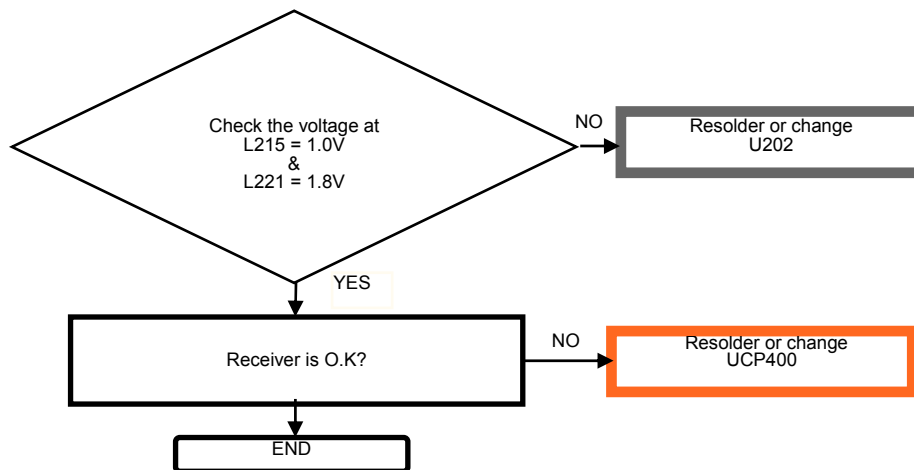 Check the voltage at
L215 = 1.0V
&
L221 = 1.8V
NO
Resolder or change
U202
YES
Receiver is O.K?
NO
Resolder or change
UCP400
END